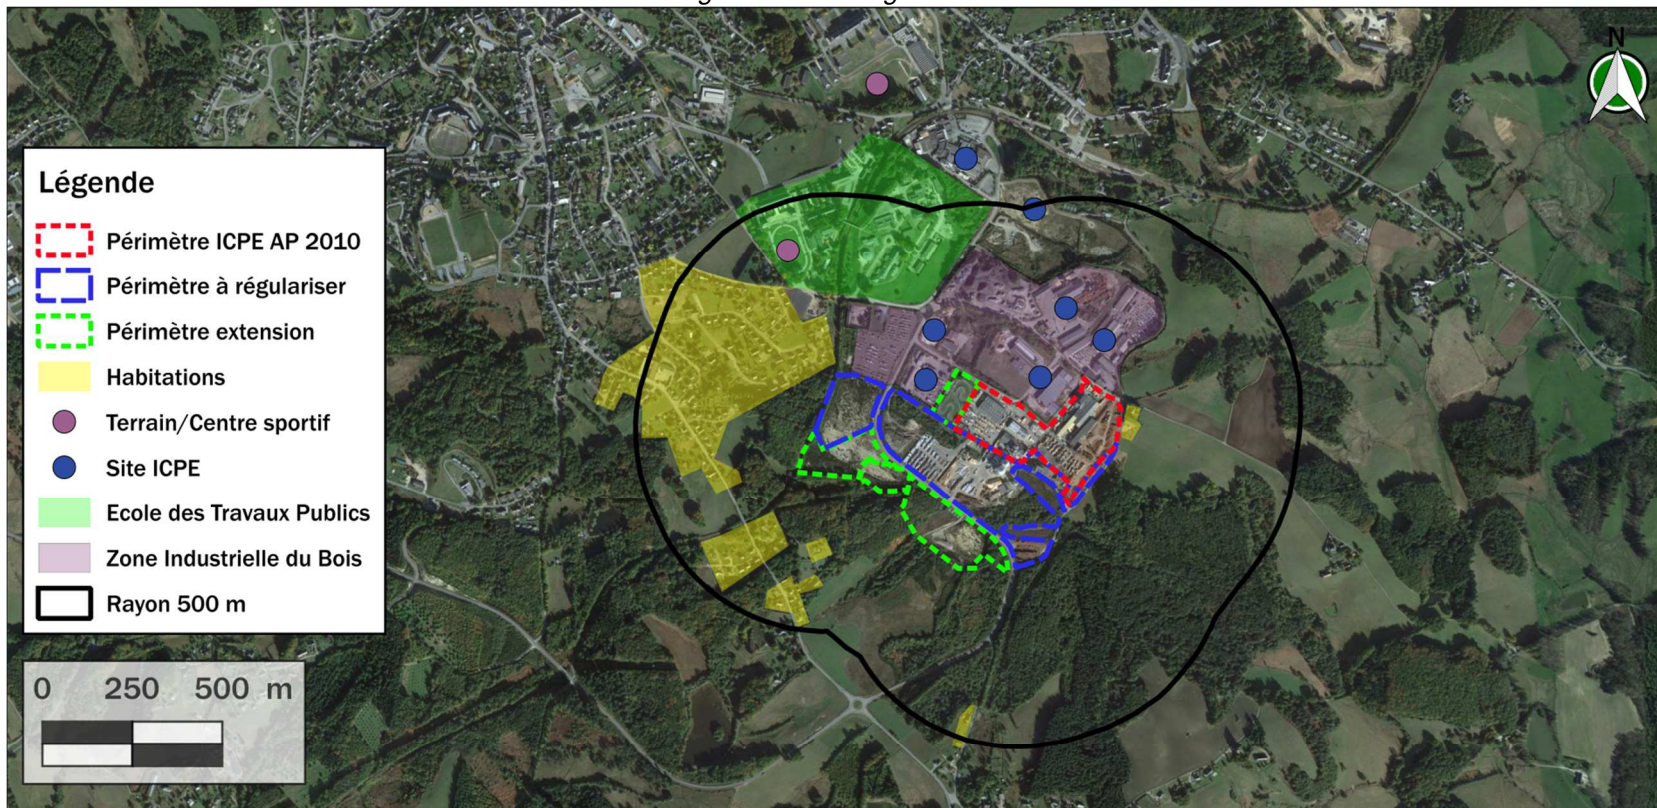 N
Légende
Périmètre ICPE AP 2010
Périmètre à régulariser
Périmètre extension
Habitations
Terrain/Centre sportif
Site ICPE
Ecole des Travaux Publics
Zone Industrielle du Bois
Rayon 500 m
0 250 500 m